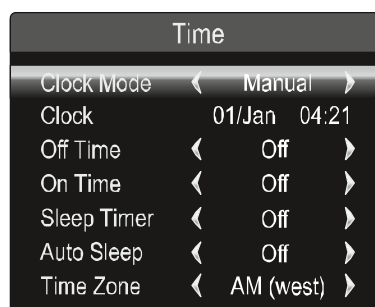 Time
Clock Mode Manual
Clock 01/Jan 04:21
Off Time Off
On Time Off
Sleep Timer Off
Auto Sleep Off
Time Zone AM (west)